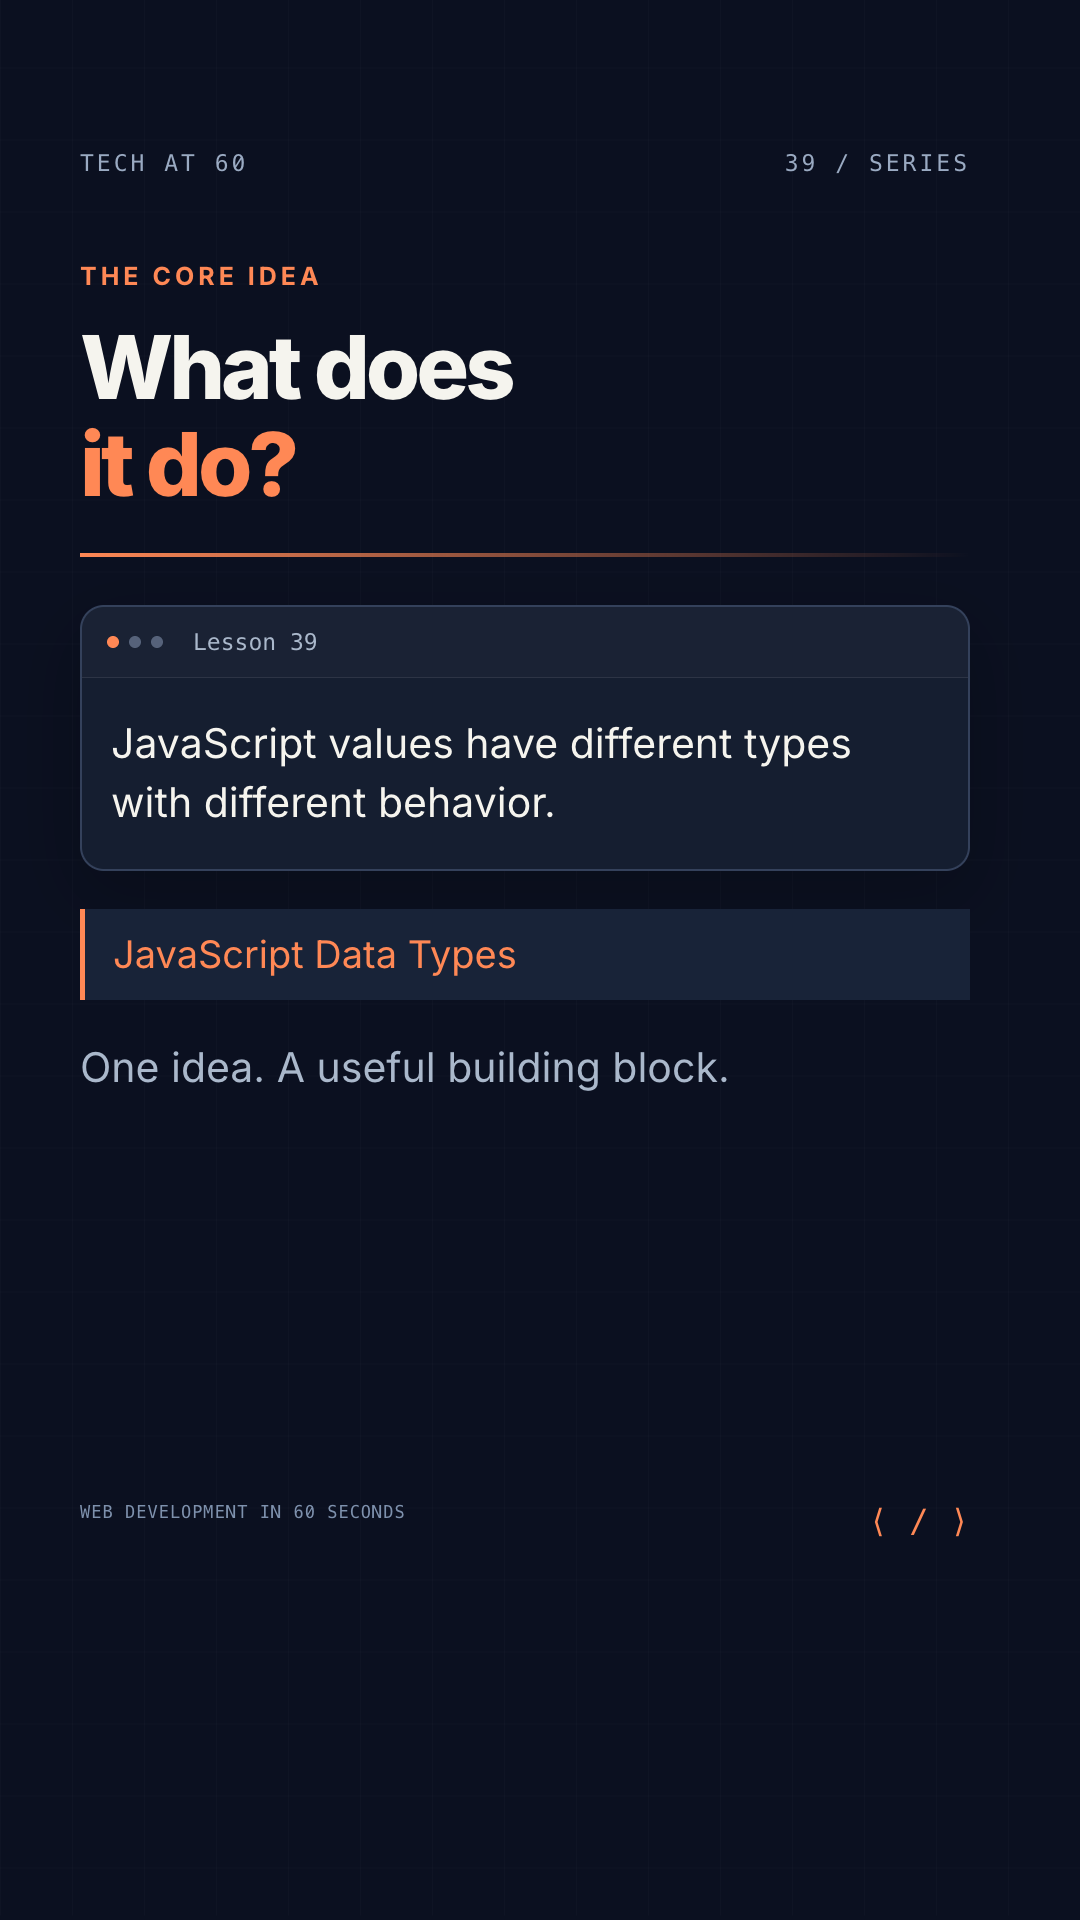 TECH AT 60
39 / SERIES
THE CORE IDEA
What does
it do?
Lesson 39
JavaScript values have different types
with different behavior.
JavaScript Data Types
One idea. A useful building block.
WEB DEVELOPMENT IN 60 SECONDS
⟨ / ⟩